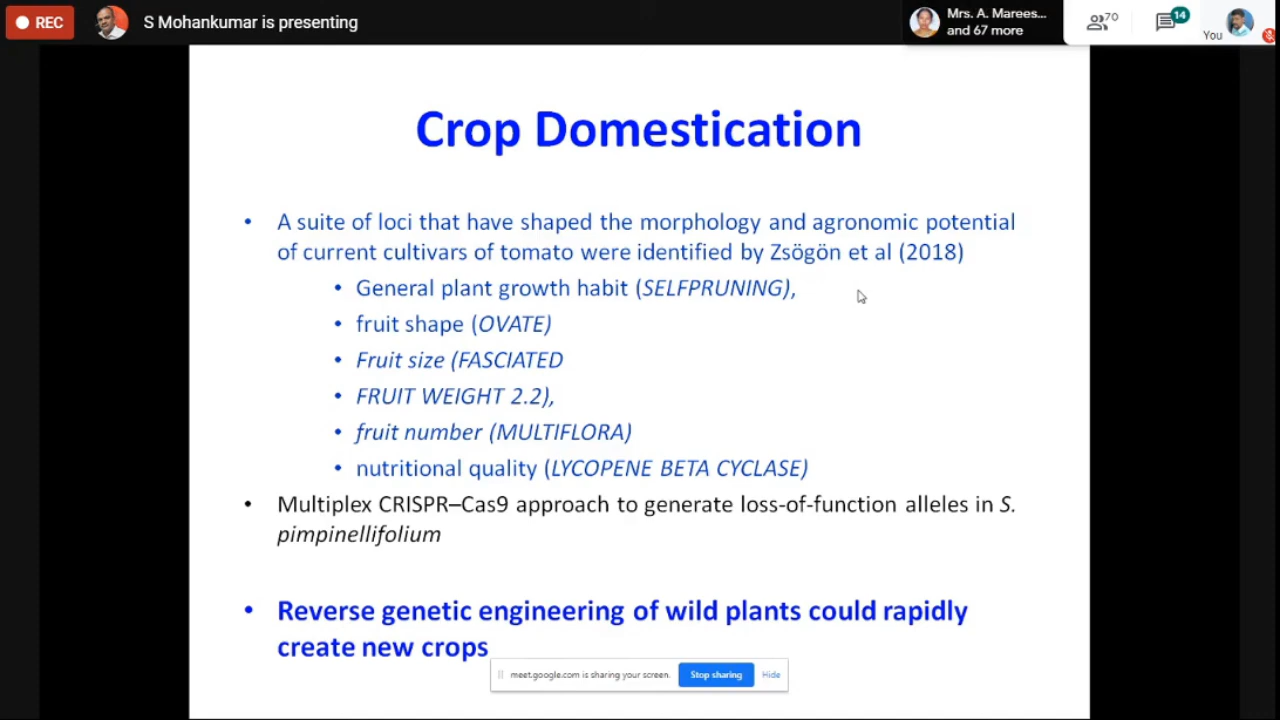 REC
S Mohankumar is presenting
Mrs. A. Marees...
and 67 more
70
14
You
Crop Domestication
• A suite of loci that have shaped the morphology and agronomic potential
of current cultivars of tomato were identified by Zsögön et al (2018)
• General plant growth habit (SELFPRUNING),
• fruit shape (OVATE)
• Fruit size (FASCIATED
• FRUIT WEIGHT 2.2),
• fruit number (MULTIFLORA)
• nutritional quality (LYCOPENE BETA CYCLASE)
• Multiplex CRISPR–Cas9 approach to generate loss-of-function alleles in S.
pimpinellifolium
• Reverse genetic engineering of wild plants could rapidly
create new crops
meet.google.com is sharing your screen.
Stop sharing
Hide